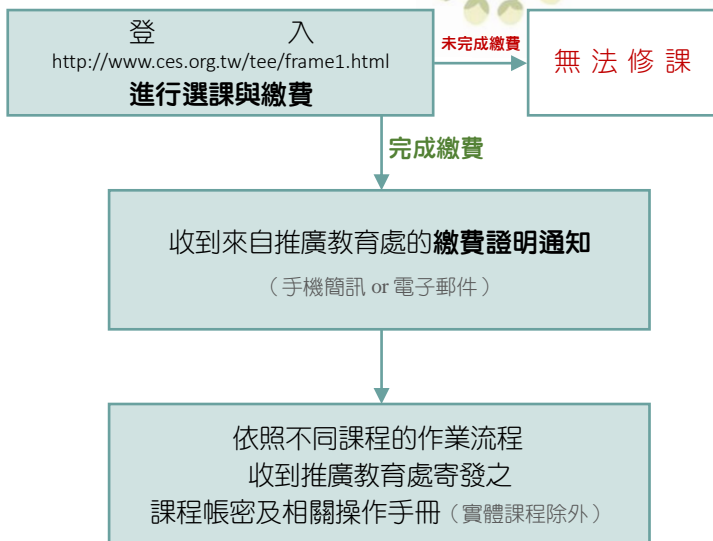 登 入
http://www.ces.org.tw/tee/frame1.html
進行選課與繳費
未完成繳費
無法修課
完成繳費
收到來自推廣教育處的繳費證明通知
（手機簡訊 or 電子郵件）
依照不同課程的作業流程
收到推廣教育處寄發之
課程帳密及相關操作手冊（實體課程除外）